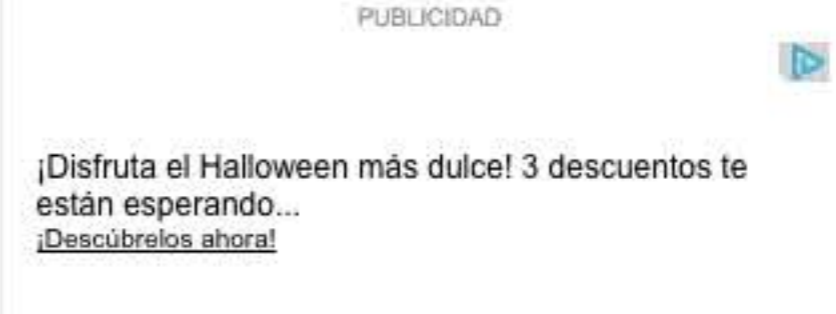 PUBLICIDAD
¡Disfruta el Halloween más dulce! 3 descuentos te
están esperando...
¡Descúbrelos ahora!